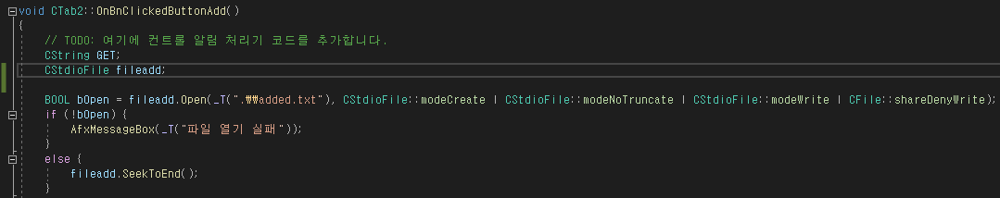 void CTab2::OnBnClickedButtonAdd()
{
// TODO: 여기에 컨트롤 알림 처리기 코드를 추가합니다.
CString GET;
CStdioFile fileadd;
BOOL bOpen = fileadd.Open(_T(".₩₩added.txt"), CStdioFile::modeCreate | CStdioFile::modeNoTruncate | CStdioFile::modeWrite | CFile::shareDenyWrite);
if (!bOpen) {
AfxMessageBox(_T("파일 열기 실패"));
}
else {
fileadd.SeekToEnd();
}